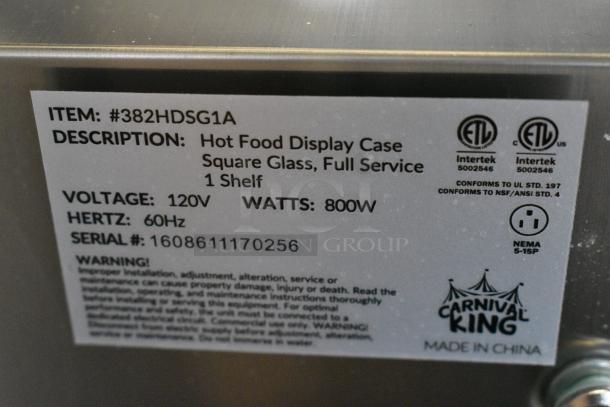 ITEM: #382HDSG1A
DESCRIPTION: Hot Food Display Case
Square Glass, Full Service
1 Shelf
VOLTAGE: 120V WATTS: 800W
HERTZ: 60Hz
SERIAL #: 1608611170256
WARNING!
Improper installation, adjustment, alteration, service or
maintenance can cause property damage, injury or death. Read the
installation, operating, and maintenance instructions thoroughly
before installing or servicing this equipment. For optimal
performance and safety, the unit must be connected to a
dedicated electrical circuit. Commercial use only. WARNING!
Disconnect from electric supply before adjustment, alteration,
service or maintenance. Do not immerse in water.
ETL
Intertek
5002546
C ETL US
Intertek
5002546
CONFORMS TO UL STD. 197
CONFORMS TO NSF/ANSI STD. 4
NEMA
5-15P
CARNIVAL
KING
MADE IN CHINA
GROUP